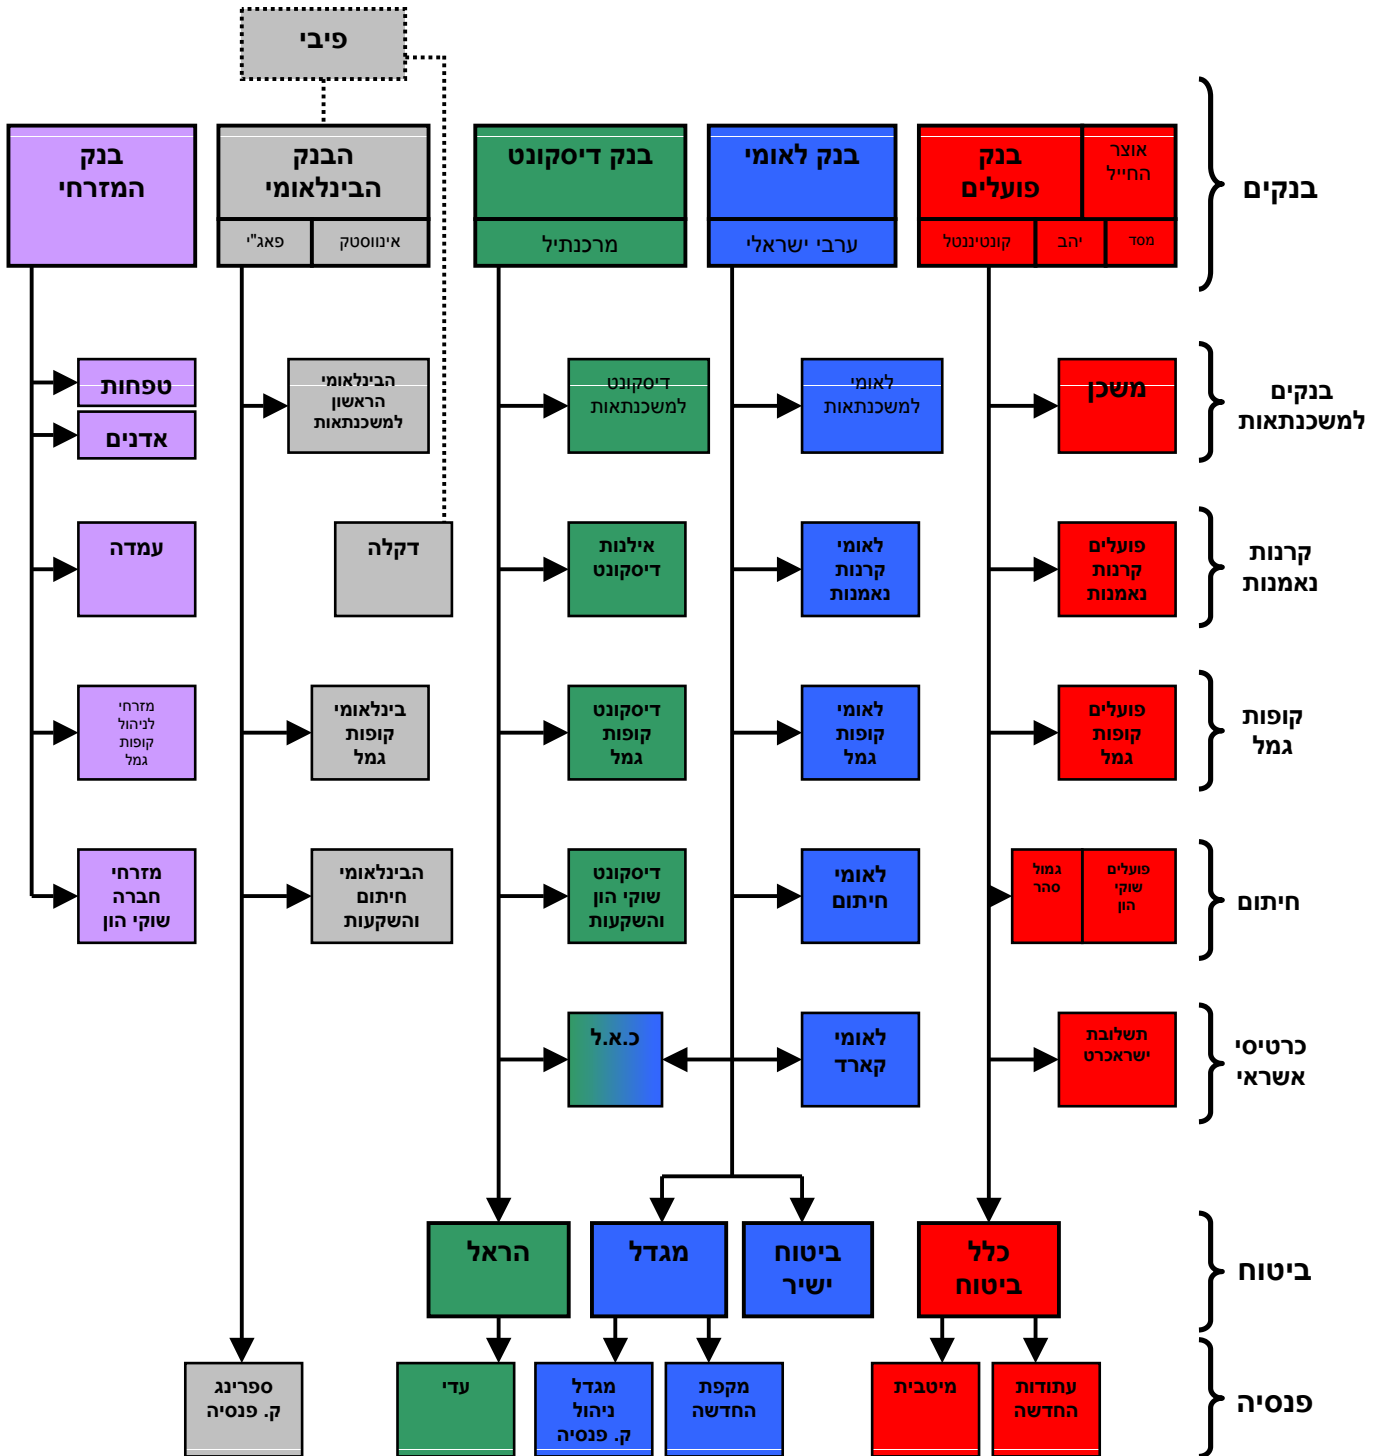 פיבי
בנקים
אוצר
החייל
בנק
פועלים
מסד
יהב
קונטיננטל
בנק לאומי
ערבי ישראלי
בנק דיסקונט
מרכנתיל
הבנק
הבינלאומי
אינווסטק
פאג"י
בנק
המזרחי
בנקים
למשכנתאות
משכן
לאומי
למשכנתאות
דיסקונט
למשכנתאות
הבינלאומי
הראשון
למשכנתאות
טפחות
אדנים
קרנות
נאמנות
פועלים
קרנות
נאמנות
לאומי
קרנות
נאמנות
אילנות
דיסקונט
דקלה
עמדה
קופות
גמל
פועלים
קופות
גמל
לאומי
קופות
גמל
דיסקונט
קופות
גמל
בינלאומי
קופות
גמל
מזרחי
לניהול
קופות
גמל
חיתום
פועלים
שוקי
הון
גמול
סהר
לאומי
חיתום
דיסקונט
שוקי הון
והשקעות
הבינלאומי
חיתום
והשקעות
מזרחי
חברה
שוקי הון
כרטיסי
אשראי
תשלובת
ישראכרט
לאומי
קארד
כ.א.ל
ביטוח
כלל
ביטוח
ביטוח
ישיר
מגדל
הראל
פנסיה
עתודות
החדשה
מיטבית
מקפת
החדשה
מגדל
ניהול
ק. פנסיה
עדי
ספרינג
ק. פנסיה